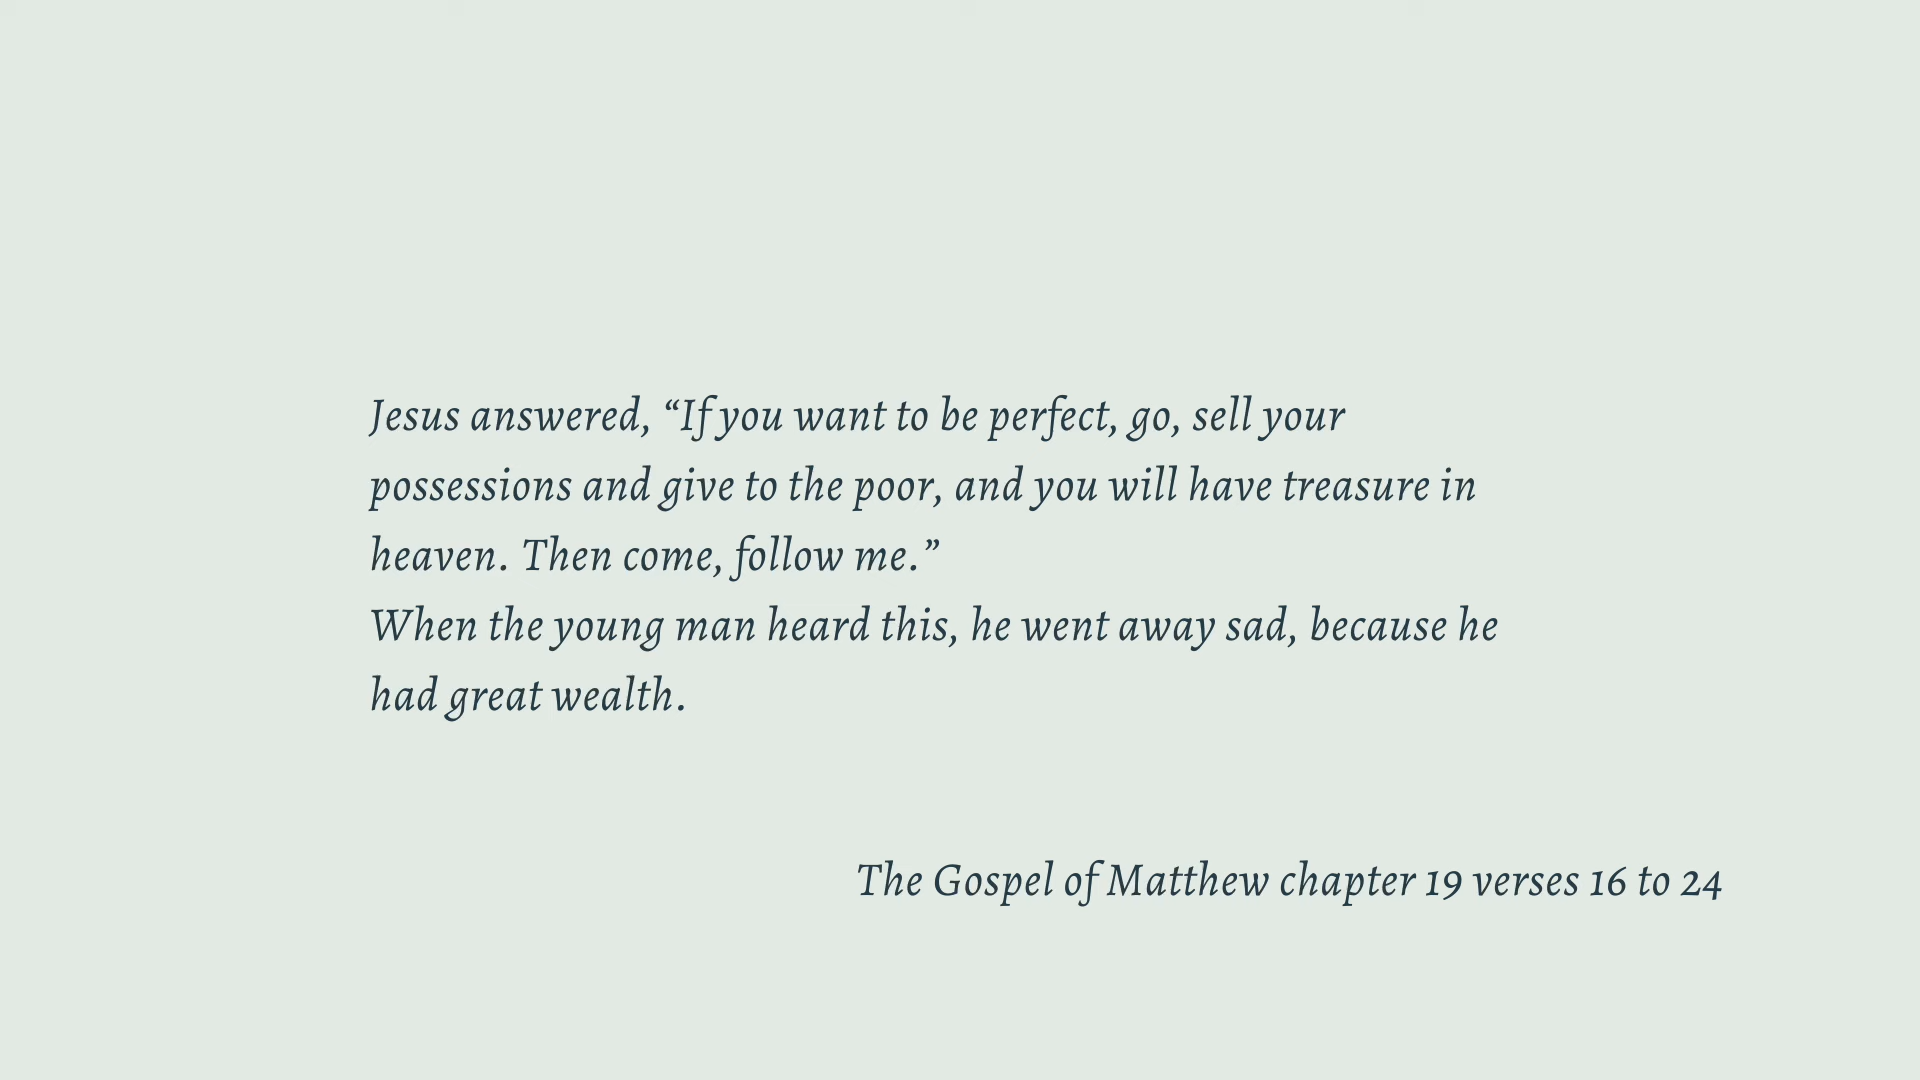 Jesus answered, “If you want to be perfect, go, sell your
possessions and give to the poor, and you will have treasure in
heaven. Then come, follow me.”
When the young man heard this, he went away sad, because he
had great wealth.
The Gospel of Matthew chapter 19 verses 16 to 24